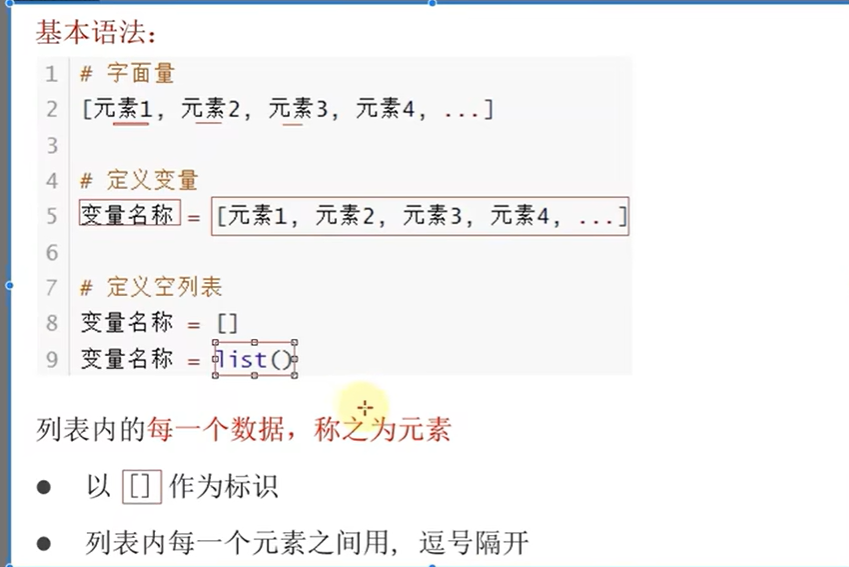 基本语法：
1 # 字面量
2 [元素1, 元素2, 元素3, 元素4, ...]
3
4 # 定义变量
5 变量名称 = [元素1, 元素2, 元素3, 元素4, ...]
6
7 # 定义空列表
8 变量名称 = []
9 变量名称 = list()
列表内的每一个数据，称之为元素
● 以 [] 作为标识
● 列表内每一个元素之间用, 逗号隔开